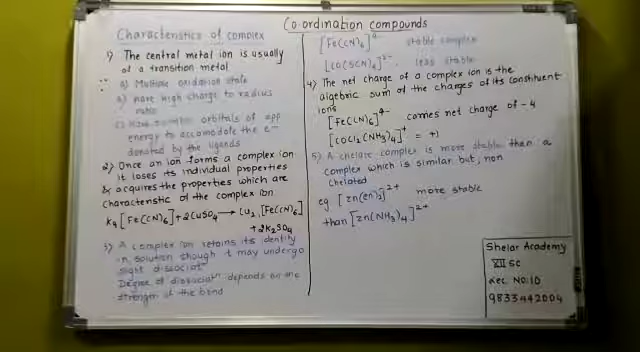 Co-ordination compounds
Characteristics of complex
1) The central metal ion is usually
of a transition metal
∵ a) Multiple oxidation state
b) have high charge to radius
ratio
orbitals of app
energy to accomodate the e-
donated by the ligands
2) Once an ion forms a complex ion
it loses its individual properties
& acquires the properties which are
characteristic of the complex ion
K4[Fe(CN)6]+2CuSO4 → Cu2[Fe(CN)6]
+2K2SO4
3) A complex ion retains its identity
in solution though it may undergo
slight dissociatn
Degree of dissociatn depends on the
strength of the bond
[Fe(CN)6]4- stable complex
[CO(SCN)4]2- less stable
4) The net charge of a complex ion is the
algebric sum of the charges of its constituent
ions
[Fe(CN)6]4- carries net charge of -4
[COCl2(NH3)4]+ = +1
5) A chelate complex is more stable than a
complex which is similar but, non
chelated
eg [Zn(en)2]2+ more stable
than [Zn(NH3)4]2+
Shelar Academy
XII SC
Lec NO:10
9833442004